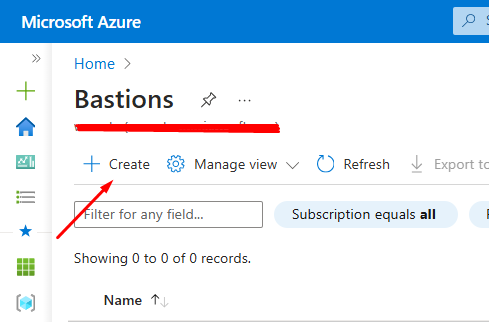 Microsoft Azure
Home
Bastions
Create Manage view Refresh Export to
Filter for any field... Subscription equals all
Showing 0 to 0 of 0 records.
Name